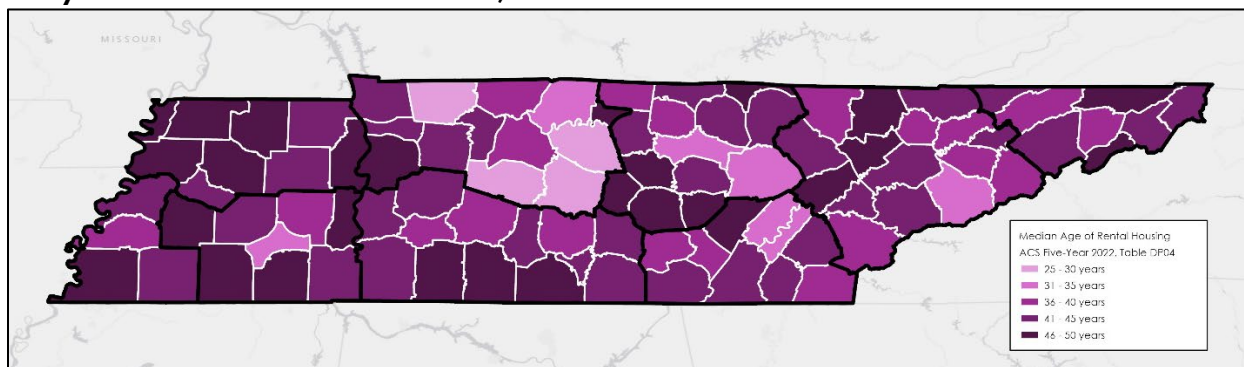 MISSOURI
Median Age of Rental Housing
ACS Five-Year 2022, Table DP04
25 - 30 years
31 - 35 years
36 - 40 years
41 - 45 years
46 - 50 years